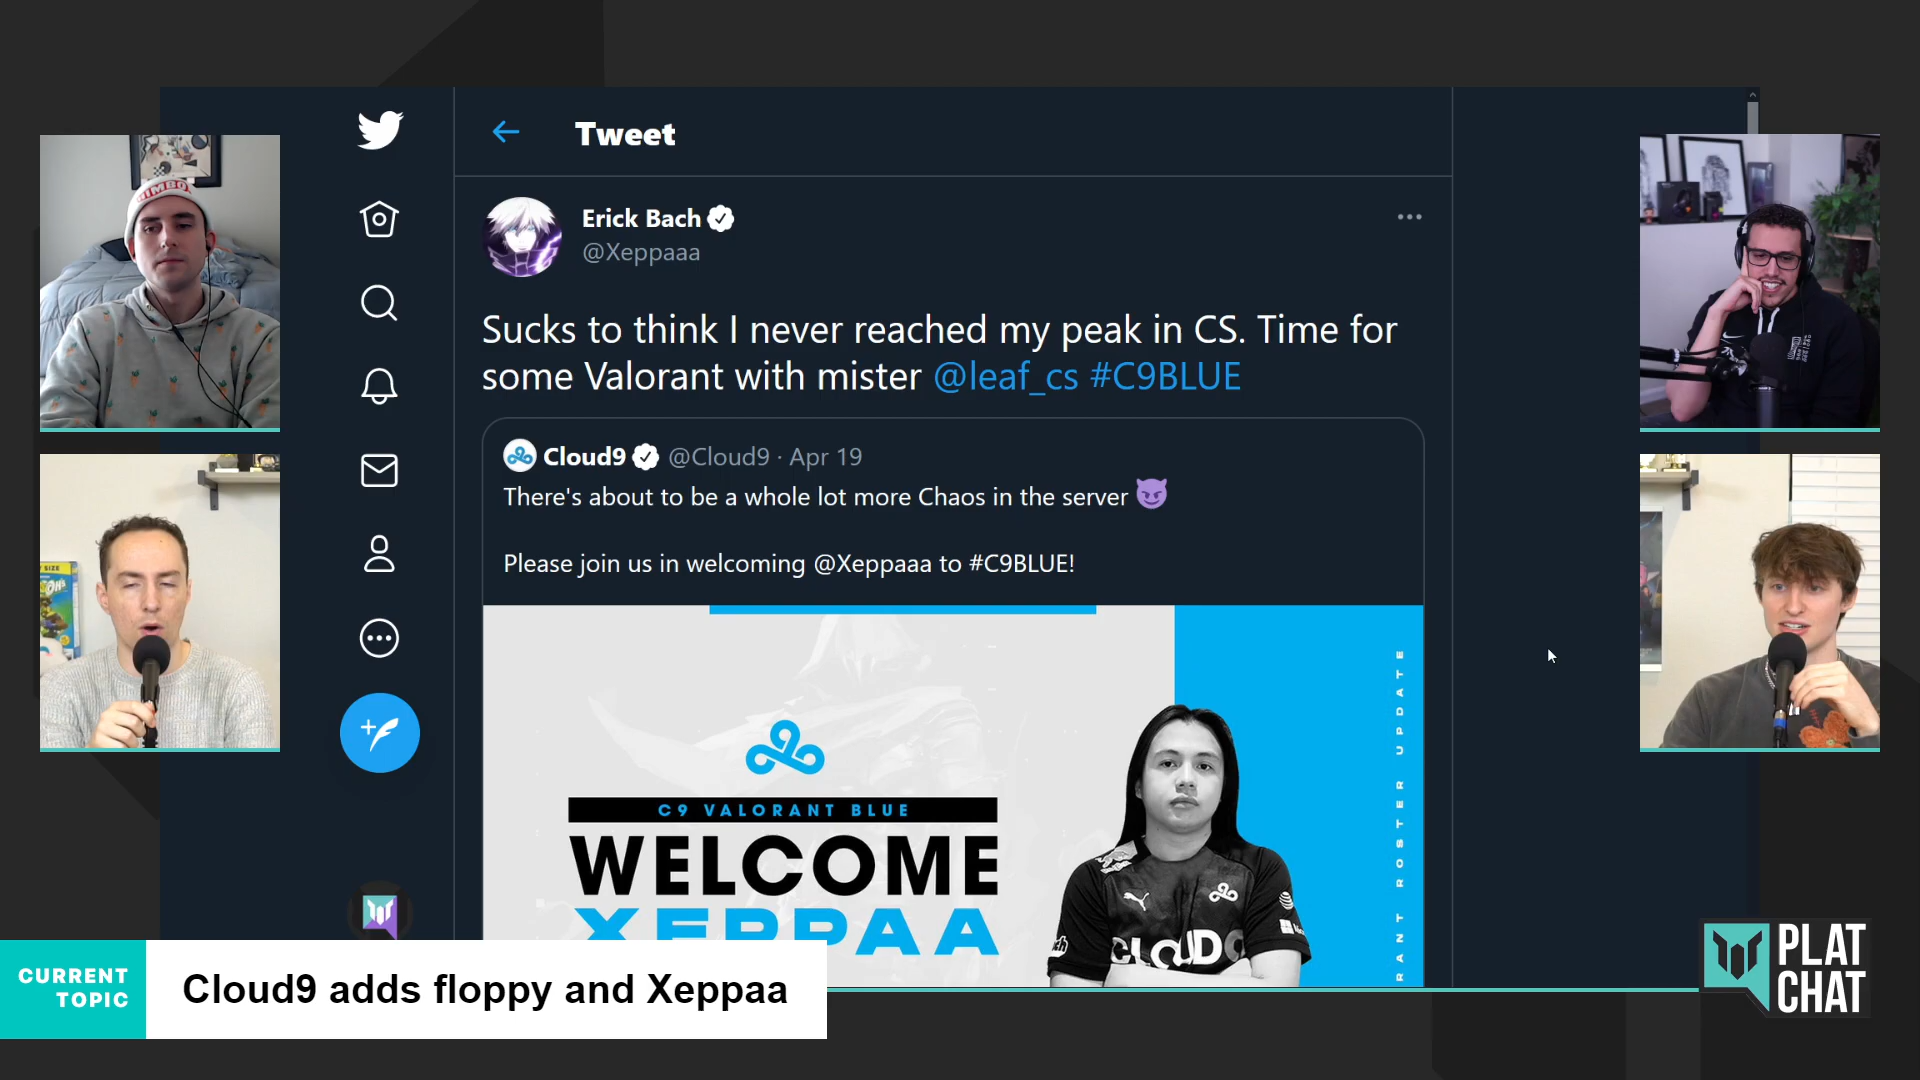 Tweet
Erick Bach
@Xeppaaa
Sucks to think I never reached my peak in CS. Time for
some Valorant with mister @leaf_cs #C9BLUE
Cloud9 @Cloud9 · Apr 19
There's about to be a whole lot more Chaos in the server 😈
Please join us in welcoming @Xeppaaa to #C9BLUE!
C9 VALORANT BLUE
WELCOME
XEPPAA
RANT ROSTER UPDATE
CURRENT
TOPIC
Cloud9 adds floppy and Xeppaa
PLAT
CHAT